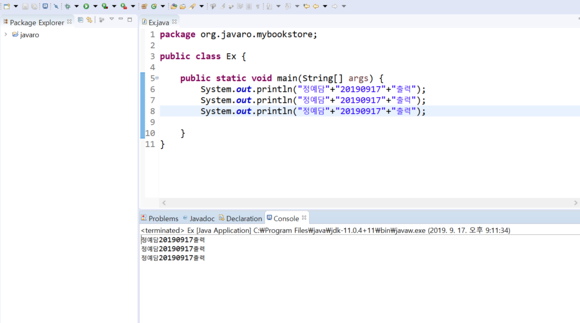 Package Explorer
Ex.java
javaro
1 package org.javaro.mybookstore;
2
3 public class Ex {
4
5 public static void main(String[] args) {
6 System.out.println("정예담"+"20190917"+"출력");
7 System.out.println("정예담"+"20190917"+"출력");
8 System.out.println("정예담"+"20190917"+"출력");
9
10 }
11 }
Problems Javadoc Declaration Console
<terminated> Ex [Java Application] C:₩Program Files₩java₩jdk-11.0.4+11₩bin₩javaw.exe (2019. 9. 17. 오후 9:11:34)
정예담20190917출력
정예담20190917출력
정예담20190917출력